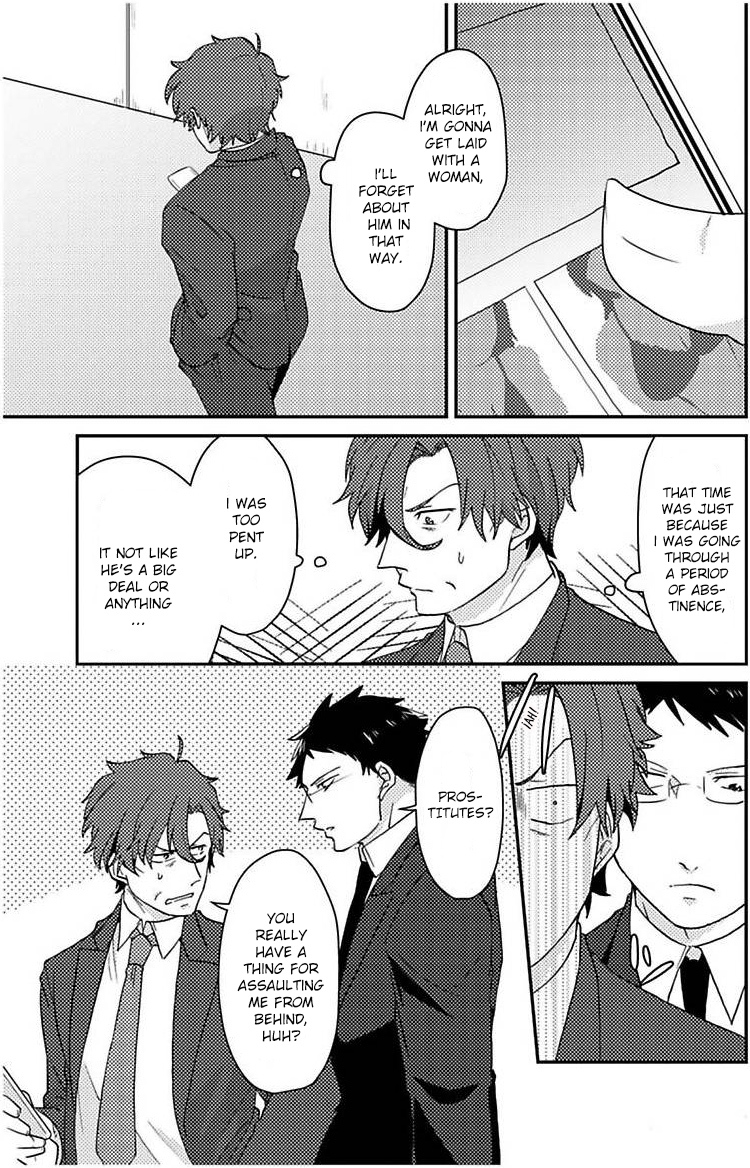 ALRIGHT,
I'M GONNA
GET LAID
WITH A
WOMAN,
I'LL
FORGET
ABOUT
HIM IN
THAT
WAY.
THAT TIME
WAS JUST
BECAUSE
I WAS GOING
THROUGH
A PERIOD
OF ABS-
TINENCE,
I WAS
TOO
PENT
UP.
IT NOT LIKE
HE'S A BIG
DEAL OR
ANYTHING
...
!AH!
PROS-
TITUTES?
YOU
REALLY
HAVE A
THING FOR
ASSAULTING
ME FROM
BEHIND,
HUH?